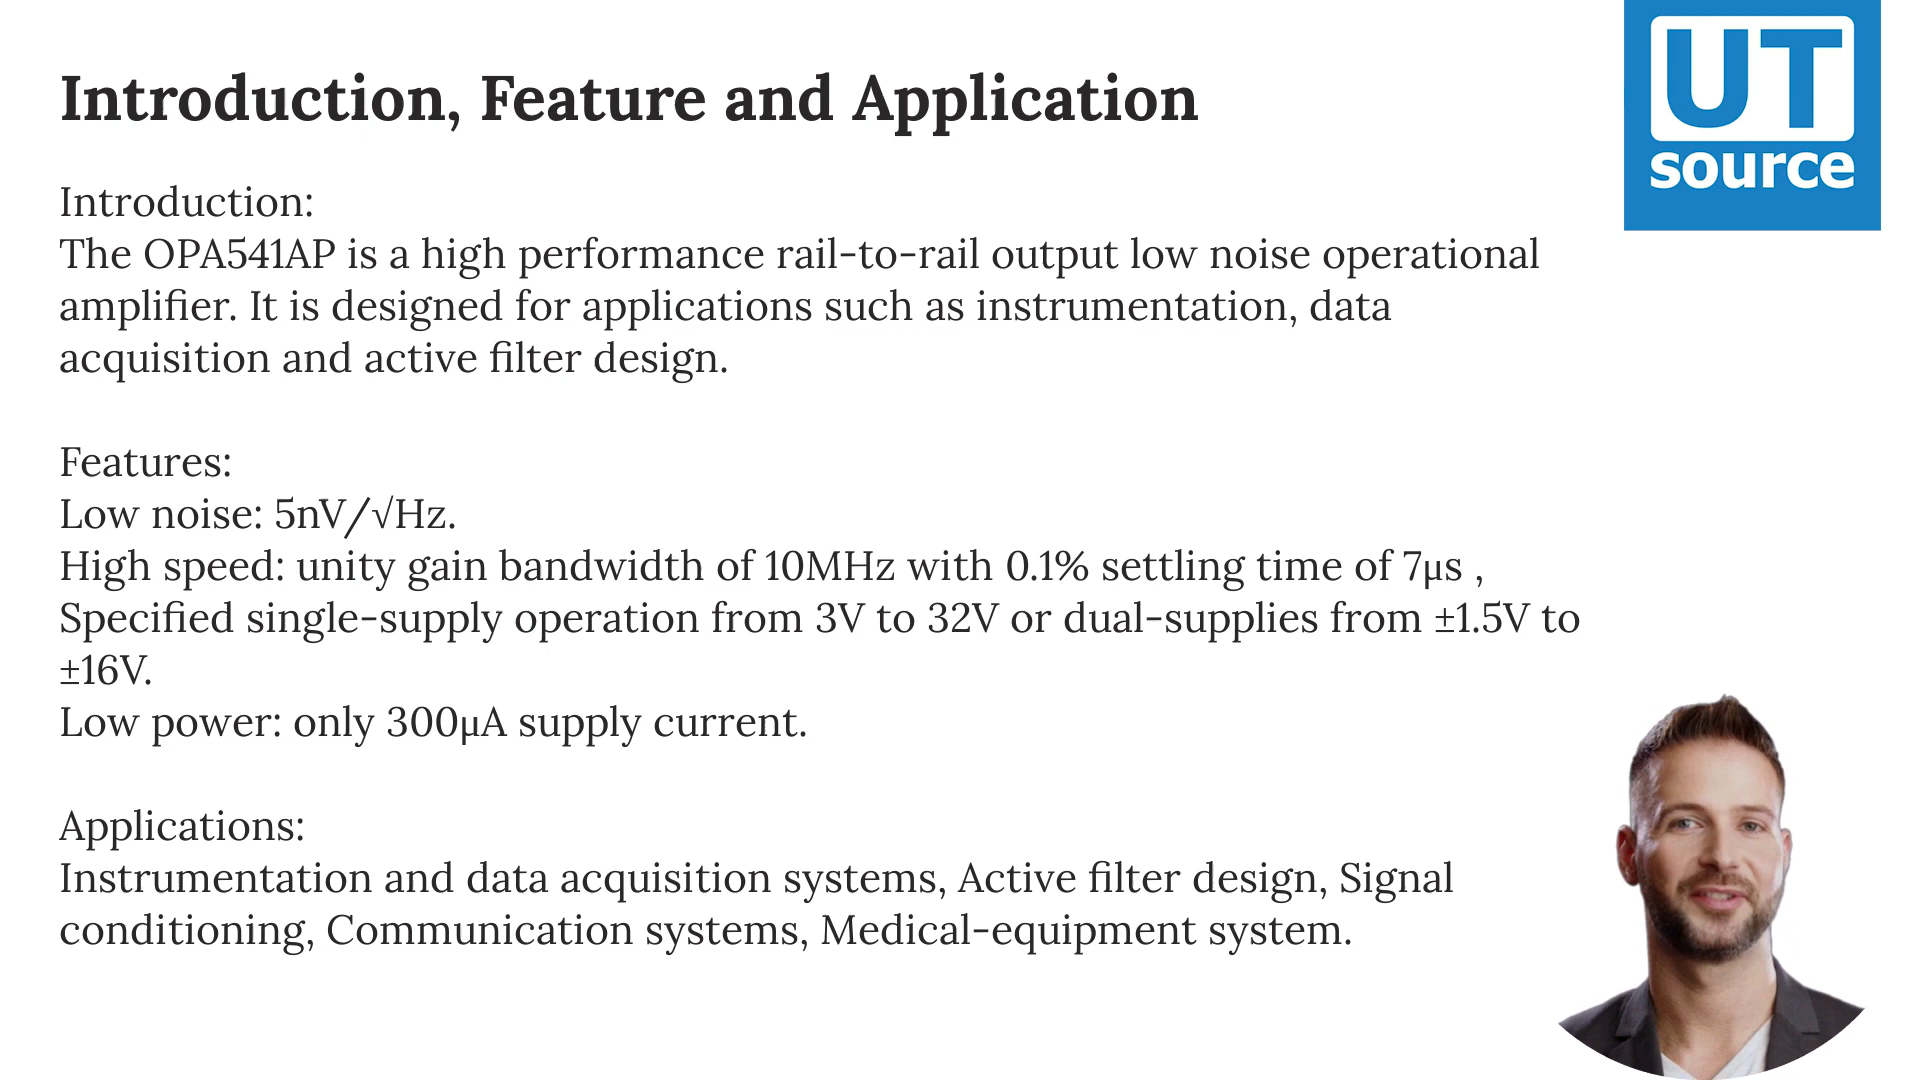 Introduction, Feature and Application
UT
source
Introduction:
The OPA541AP is a high performance rail-to-rail output low noise operational
amplifier. It is designed for applications such as instrumentation, data
acquisition and active filter design.
Features:
Low noise: 5nV/√Hz.
High speed: unity gain bandwidth of 10MHz with 0.1% settling time of 7μs ,
Specified single-supply operation from 3V to 32V or dual-supplies from ±1.5V to
±16V.
Low power: only 300μA supply current.
Applications:
Instrumentation and data acquisition systems, Active filter design, Signal
conditioning, Communication systems, Medical-equipment system.